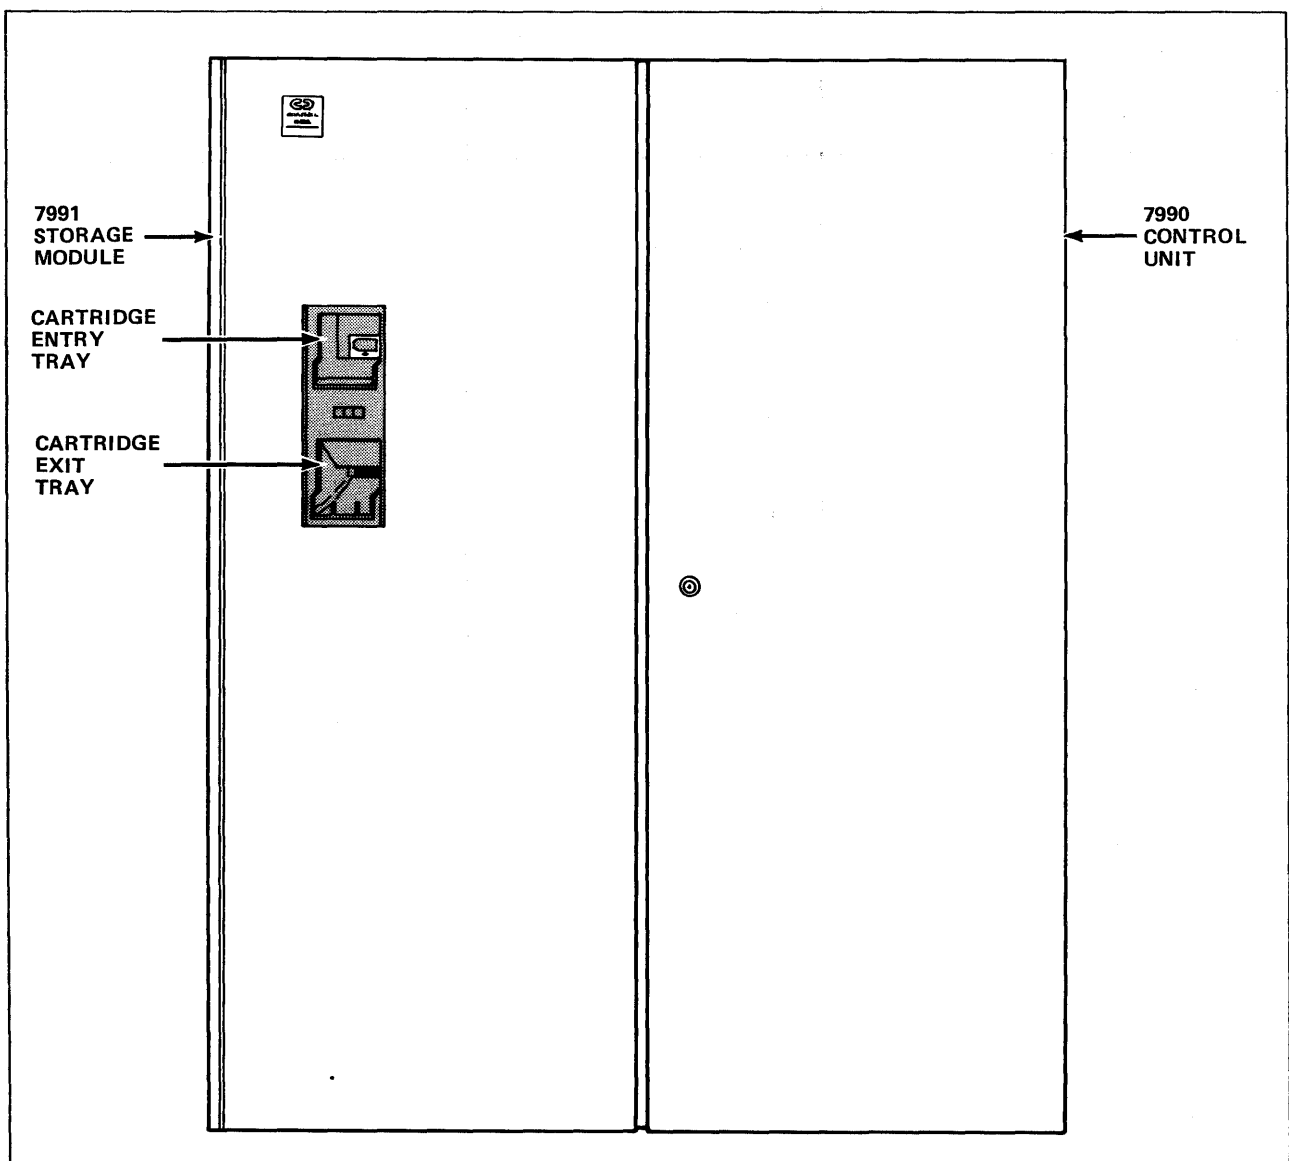 7991
STORAGE
MODULE
CARTRIDGE
ENTRY
TRAY
CARTRIDGE
EXIT
TRAY
7990
CONTROL
UNIT